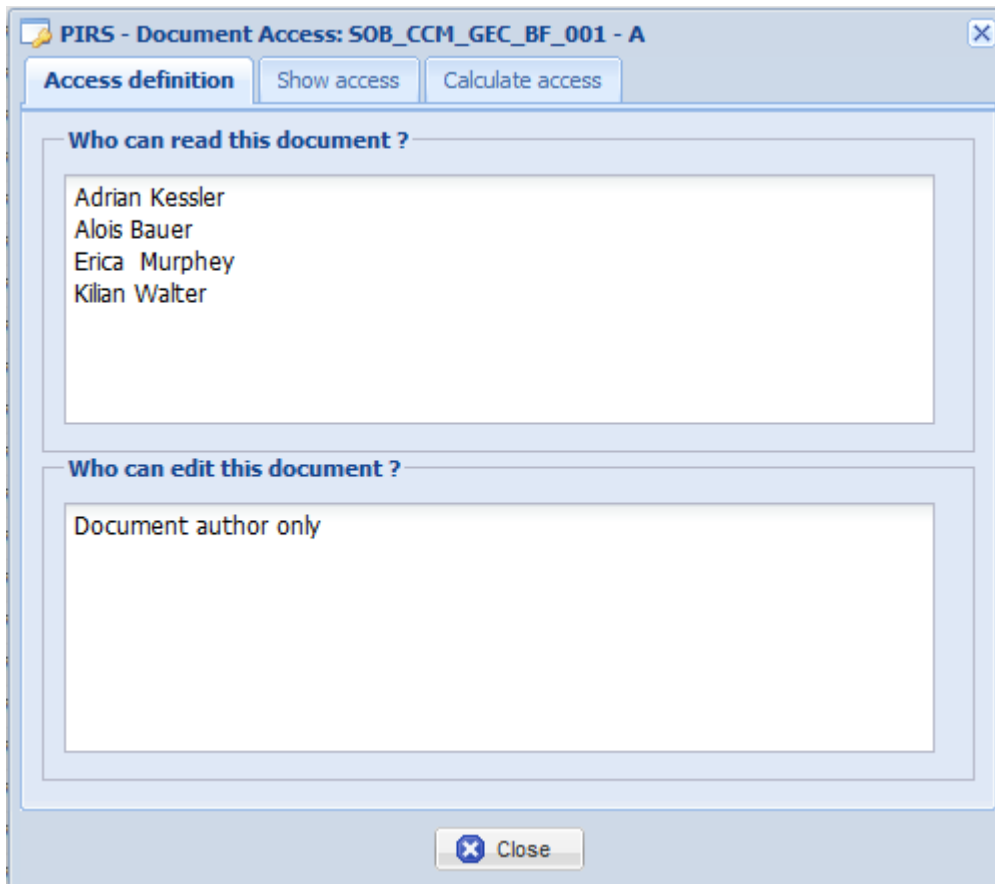 PIRS - Document Access: SOB_CCM_GEC_BF_001 - A
Access definition Show access Calculate access
Who can read this document ?
Adrian Kessler
Alois Bauer
Erica  Murphey
Kilian Walter
Who can edit this document ?
Document author only
Close